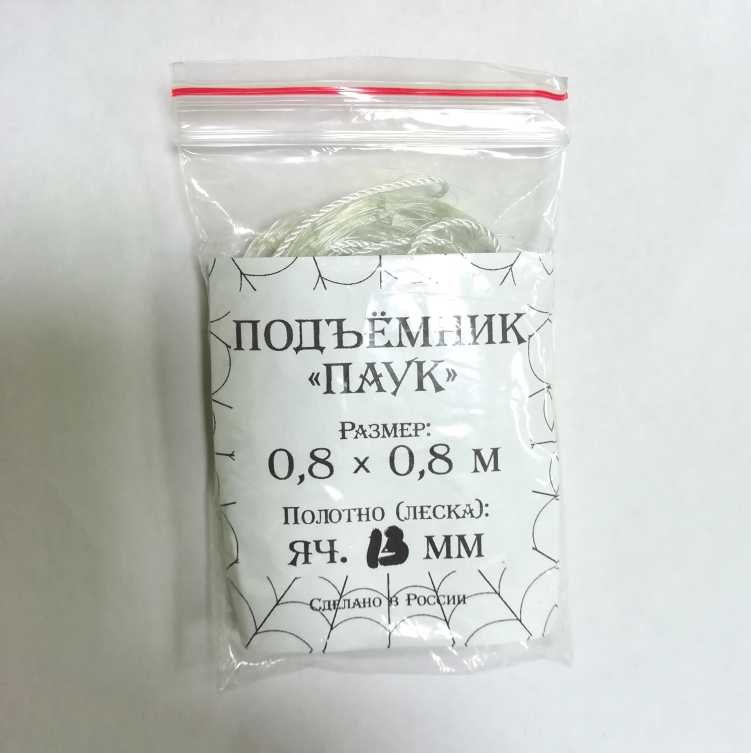 ПОДЪЁМНИК
«ПАУК»
РАЗМЕР:
0,8 × 0,8 М
ПОЛОТНО (ЛЕСКА):
ЯЧ. 13 ММ
СДЕЛАНО В РОССИИ